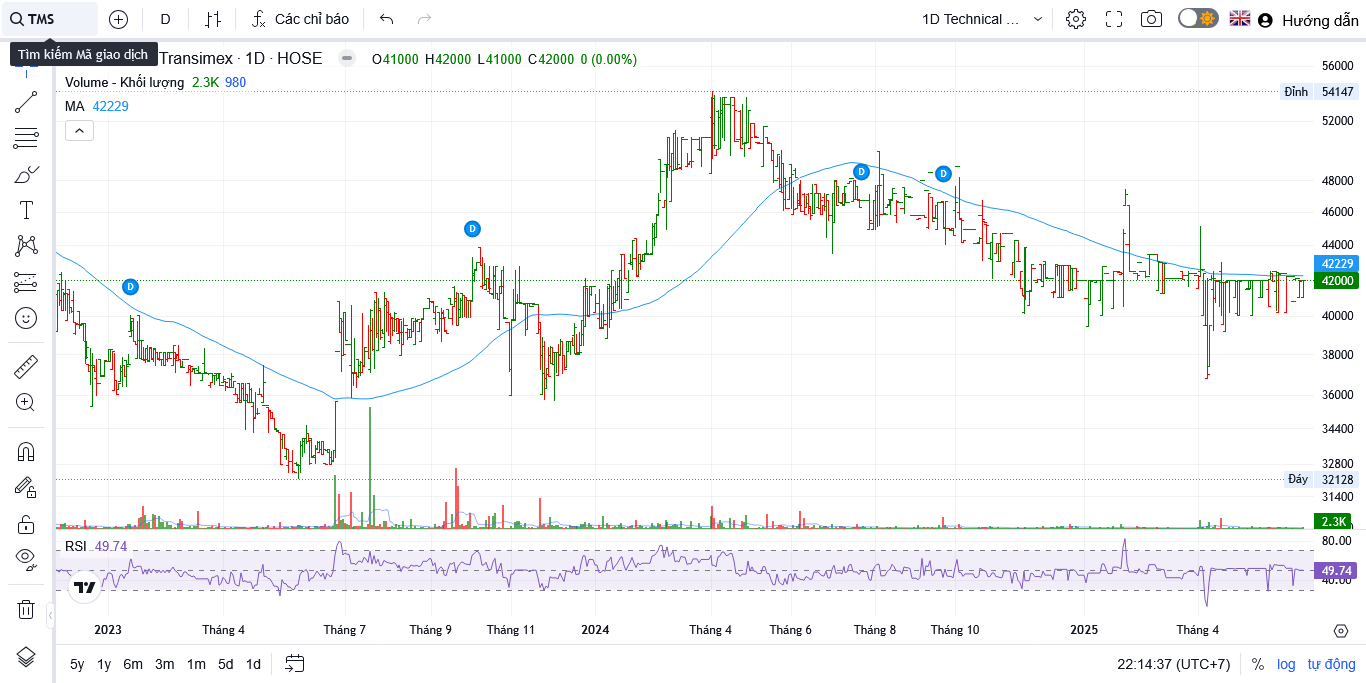 TMS
D
Các chỉ báo
1D Technical ...
Hướng dẫn
Tìm kiếm Mã giao dịch
Transimex · 1D · HOSE
O41000 H42000 L41000 C42000 0 (0.00%)
Volume - Khối lượng 2.3K 980
MA 42229
56000
Đỉnh 54147
52000
48000
46000
44000
42229
42000
40000
38000
36000
34400
32800
Đáy 32128
31400
2.3K
D
D
D
D
RSI 49.74
80.00
49.74
40.00
2023
Tháng 4
Tháng 7
Tháng 9
Tháng 11
2024
Tháng 4
Tháng 6
Tháng 8
Tháng 10
2025
Tháng 4
5y 1y 6m 3m 1m 5d 1d
22:14:37 (UTC+7)
% log tự động